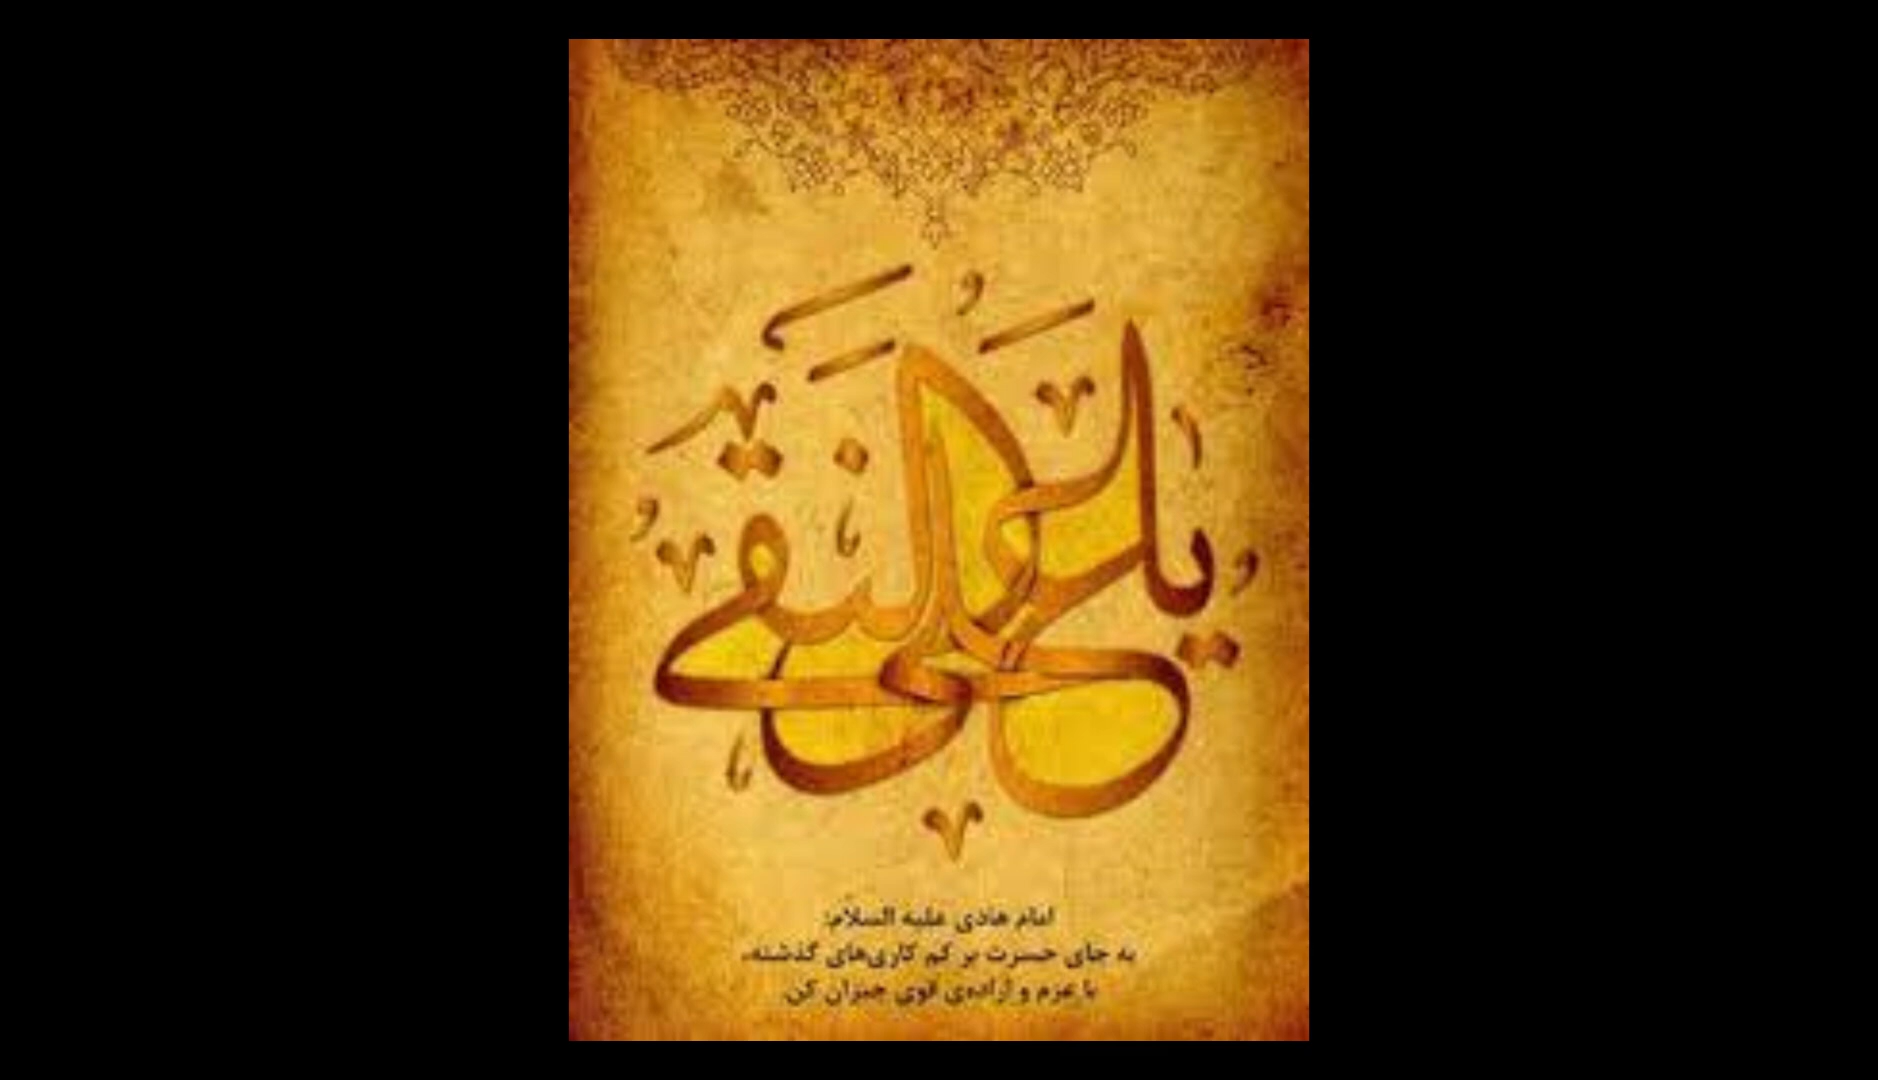 یا علی النقی
امام هادی علیه السلام:
به جای حسرت بر کم کاری‌های گذشته،
با عزم و اراده‌ی قوی جبران کن.